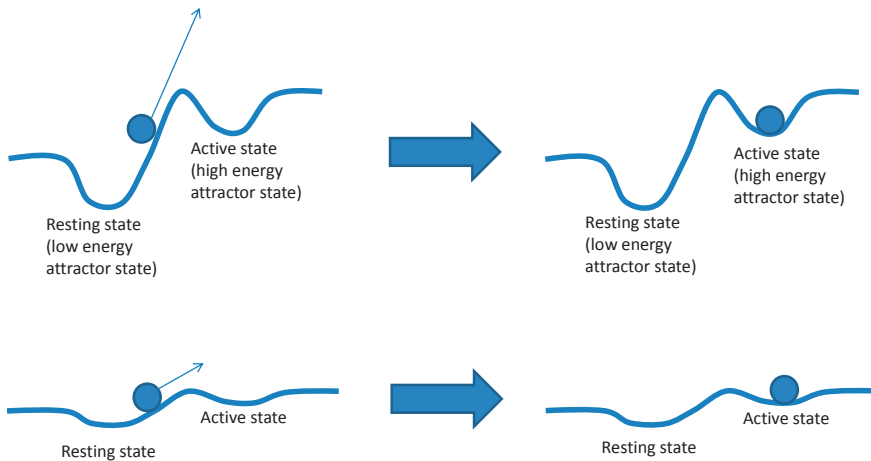 Active state
(high energy
attractor state)
Resting state
(low energy
attractor state)
Active state
(high energy
attractor state)
Resting state
(low energy
attractor state)
Active state
Resting state
Active state
Resting state